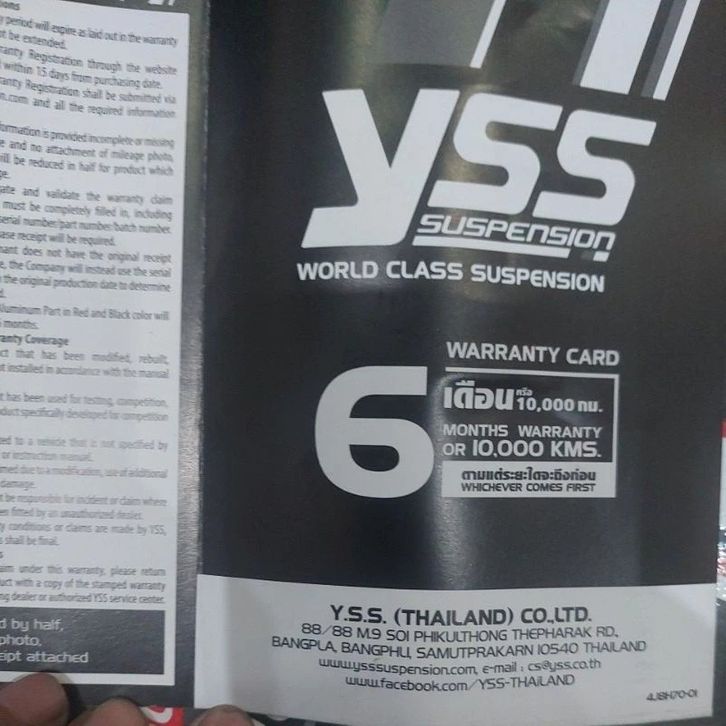 period will expire as laid out in the warranty
be extended.
Registration through the website
within 15 days from purchasing date.
Registration shall be submitted via
and all the required information
is provided incomplete or missing
and no attachment of mileage photo,
be reduced in half for product which
and validate the warranty claim
must be completely filled in, including
serial number/part number/batch number.
receipt will be required.
does not have the original receipt
the Company will instead use the serial
the original production date to determine
Aluminum Part in Red and Black color will
months.
Coverage
that has been modified, rebuilt,
installed in accordance with the manual
has been used for testing, competition,
specifically developed for competition
to a vehicle that is not specified by
or instruction manual.
due to a modification, use of additional
damage.
be responsible for incident or claim where
fitted by an unauthorized dealer.
conditions or claims are made by YSS,
shall be final.
under this warranty, please return
with a copy of the stamped warranty
dealer or authorized YSS service center.
by half,
photo,
attached
YSS
SUSPENSION
WORLD CLASS SUSPENSION
WARRANTY CARD
6
เดือน หรือ 10,000 กม.
MONTHS WARRANTY
OR 10,000 KMS.
ตามแต่ระยะใดจะถึงก่อน
WHICHEVER COMES FIRST
Y.S.S. (THAILAND) CO.,LTD.
88/88 M.9 SOI PHIKULTHONG THEPHARAK RD.,
BANGPLA, BANGPHLI, SAMUTPRAKARN 10540 THAILAND
www.ysssuspension.com, e-mail : cs@yss.co.th
www.facebook.com/YSS-THAILAND
4J8H70-01